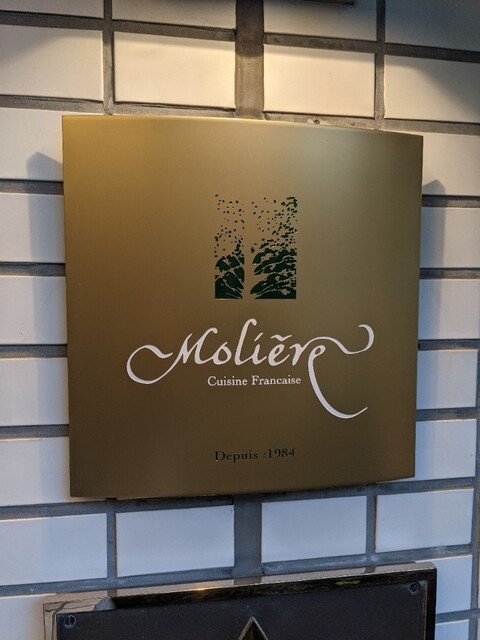 Molière
Cuisine Francaise
Depuis :1984